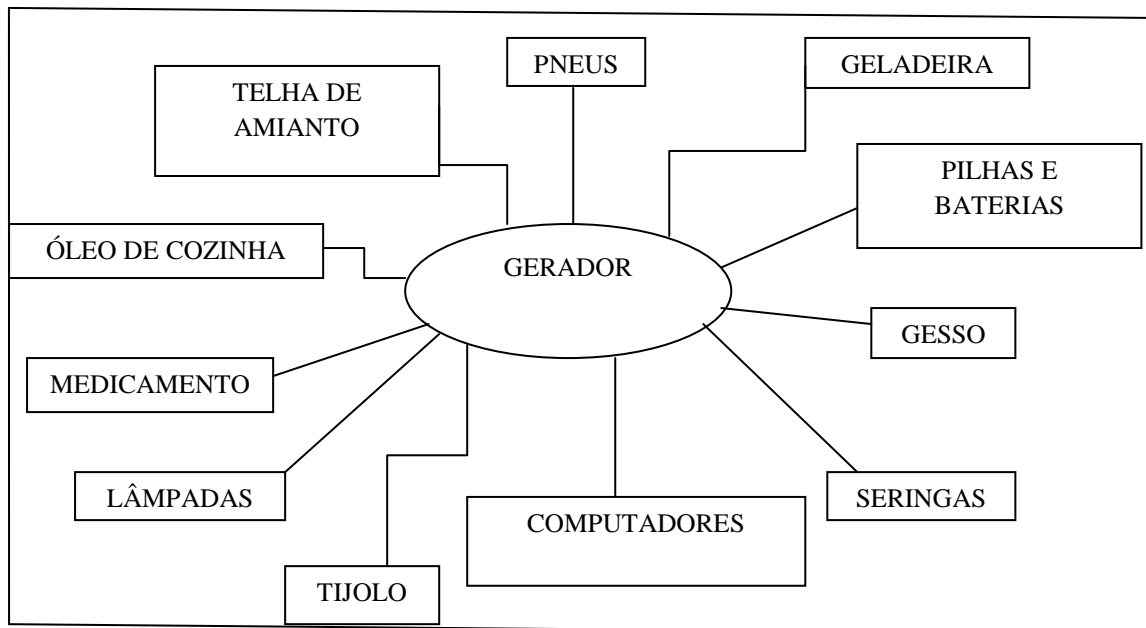 PNEUS
GELADEIRA
TELHA DE
AMIANTO
PILHAS E
BATERIAS
ÓLEO DE COZINHA
GERADOR
GESSO
MEDICAMENTO
LÂMPADAS
SERINGAS
COMPUTADORES
TIJOLO